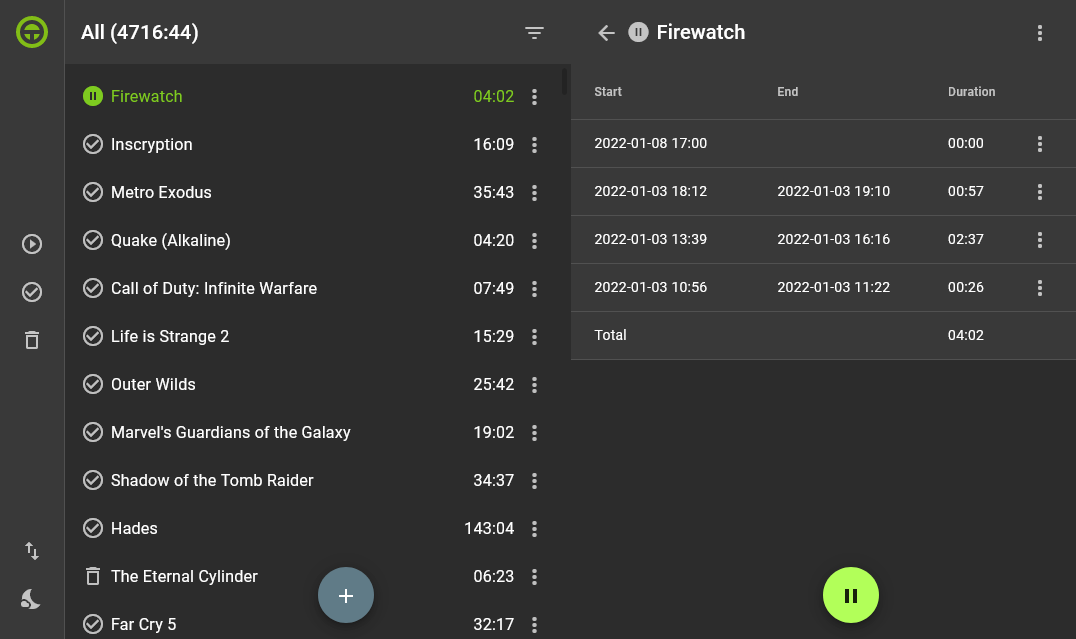 All (4716:44)
Firewatch 04:02
Inscryption 16:09
Metro Exodus 35:43
Quake (Alkaline) 04:20
Call of Duty: Infinite Warfare 07:49
Life is Strange 2 15:29
Outer Wilds 25:42
Marvel's Guardians of the Galaxy 19:02
Shadow of the Tomb Raider 34:37
Hades 143:04
The Eternal Cylinder 06:23
Far Cry 5 32:17
Firewatch
Start End Duration
2022-01-08 17:00 00:00
2022-01-03 18:12 2022-01-03 19:10 00:57
2022-01-03 13:39 2022-01-03 16:16 02:37
2022-01-03 10:56 2022-01-03 11:22 00:26
Total 04:02